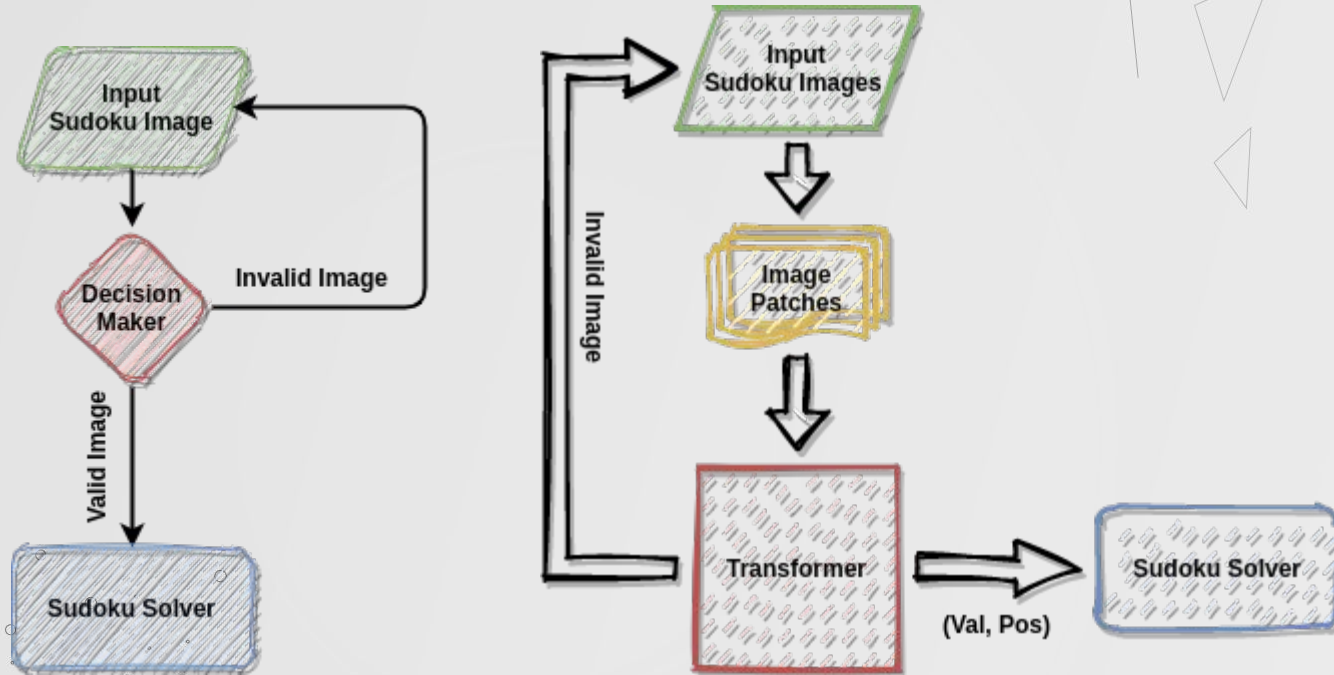 Input
Sudoku Image
Decision
Maker
Invalid Image
Valid Image
Sudoku Solver
Input
Sudoku Images
Invalid Image
Image
Patches
Transformer
(Val, Pos)
Sudoku Solver